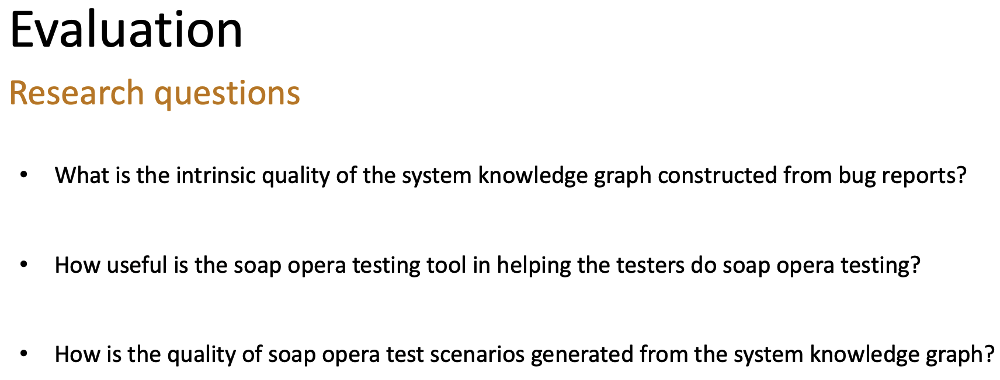 Evaluation
Research questions
• What is the intrinsic quality of the system knowledge graph constructed from bug reports?
• How useful is the soap opera testing tool in helping the testers do soap opera testing?
• How is the quality of soap opera test scenarios generated from the system knowledge graph?